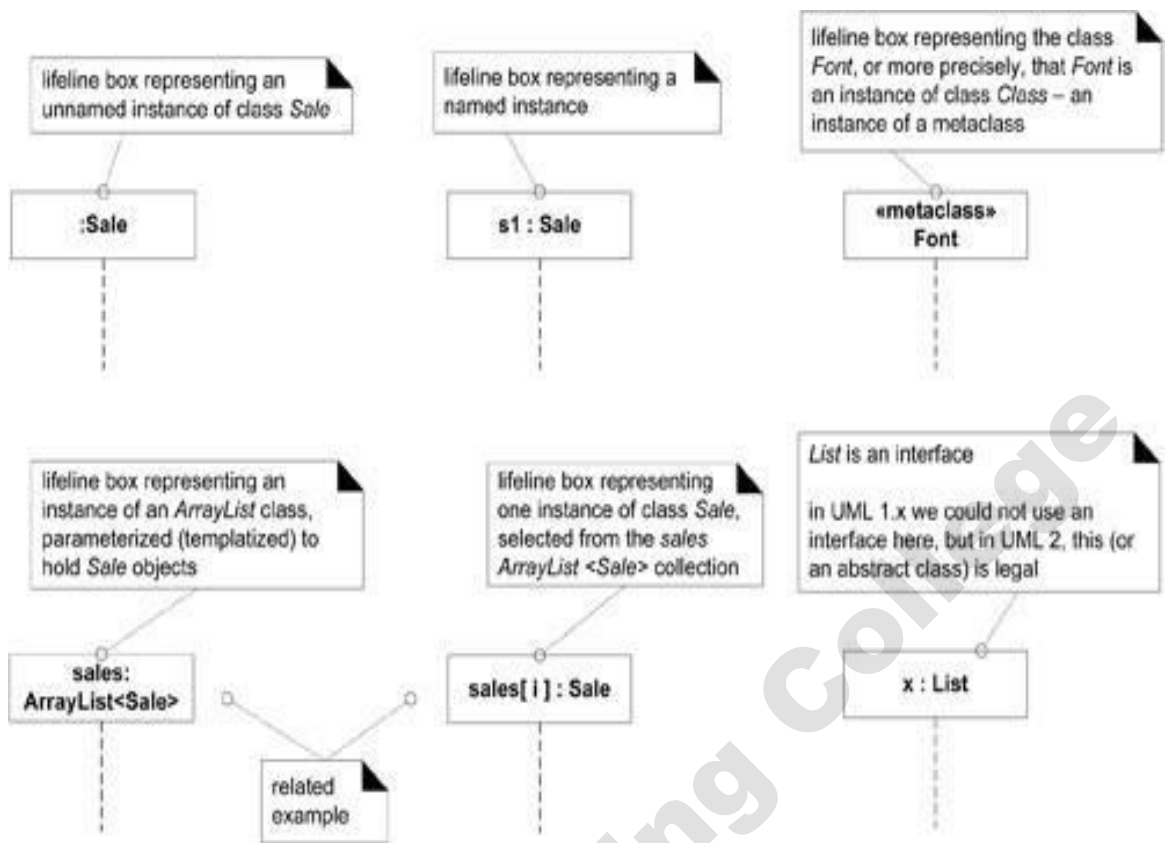 lifeline box representing an
unnamed instance of class Sale
lifeline box representing a
named instance
lifeline box representing the class
Font, or more precisely, that Font is
an instance of class Class – an
instance of a metaclass
:Sale
s1 : Sale
«metaclass»
Font
lifeline box representing an
instance of an ArrayList class,
parameterized (templatized) to
hold Sale objects
lifeline box representing
one instance of class Sale,
selected from the sales
ArrayList <Sale> collection
List is an interface
in UML 1.x we could not use an
interface here, but in UML 2, this (or
an abstract class) is legal
sales:
ArrayList<Sale>
sales[ i ] : Sale
x : List
related
example
ing College